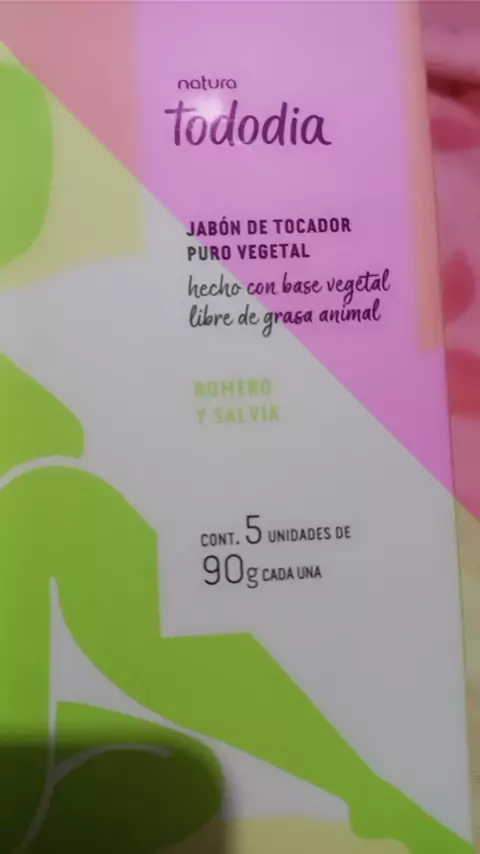 natura
tododia
JABÓN DE TOCADOR
PURO VEGETAL
hecho con base vegetal
libre de grasa animal
ROMERO
Y SALVIA
CONT. 5 UNIDADES DE
90g CADA UNA